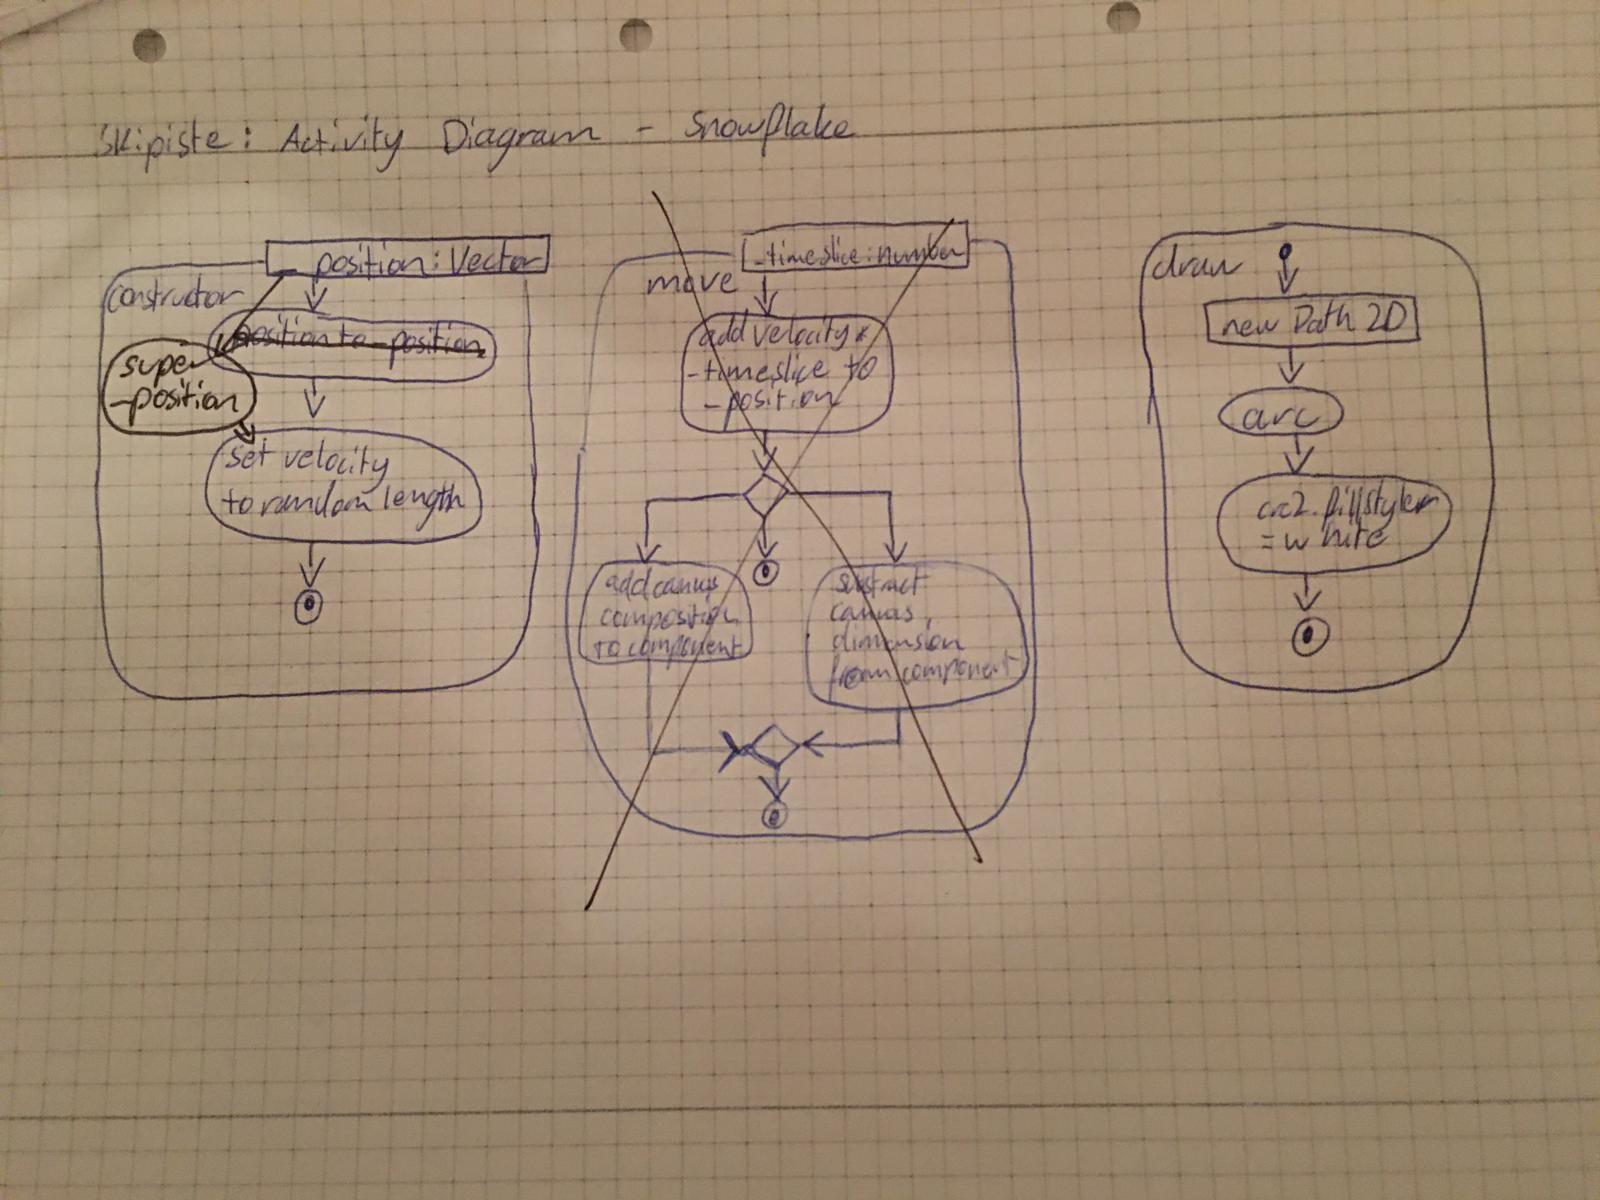 Skipiste: Activity Diagram - Snowflake
_position: Vector
constructor
position to _position
super
_position
set velocity
to random length
_timeslice: number
move
add velocity *
_timeslice to
_position
add canvas
composition
to component
substract
canvas
dimension
from component
draw
new Path 2D
arc
crc2.fillstyle
= white